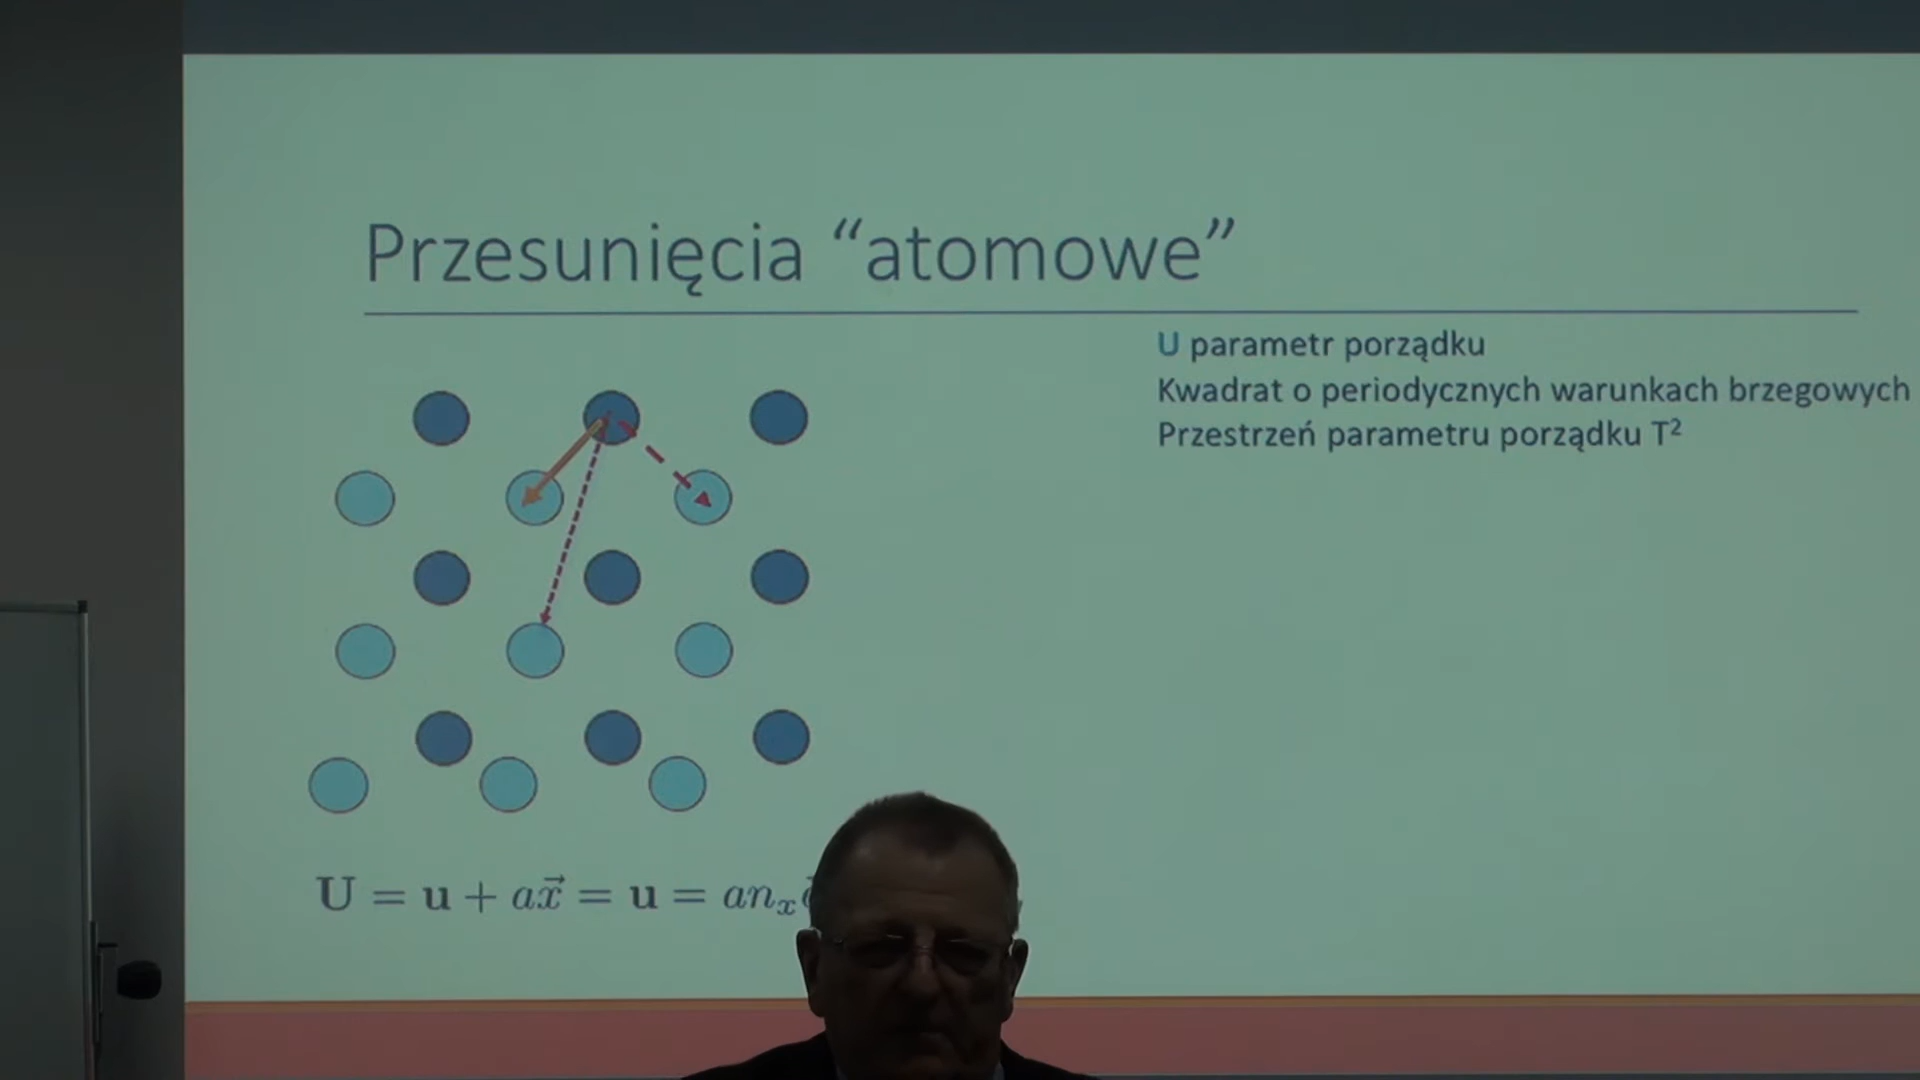 Przesunięcia “atomowe”
U parametr porządku
Kwadrat o periodycznych warunkach brzegowych
Przestrzeń parametru porządku T²
U = u + ax⃗ = u = anₓ